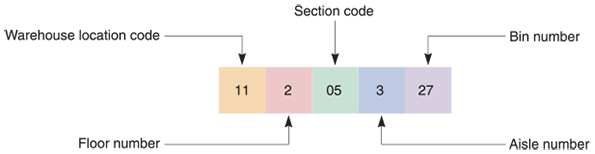 Section code
Warehouse location code
Bin number
11 2 05 3 27
Floor number
Aisle number